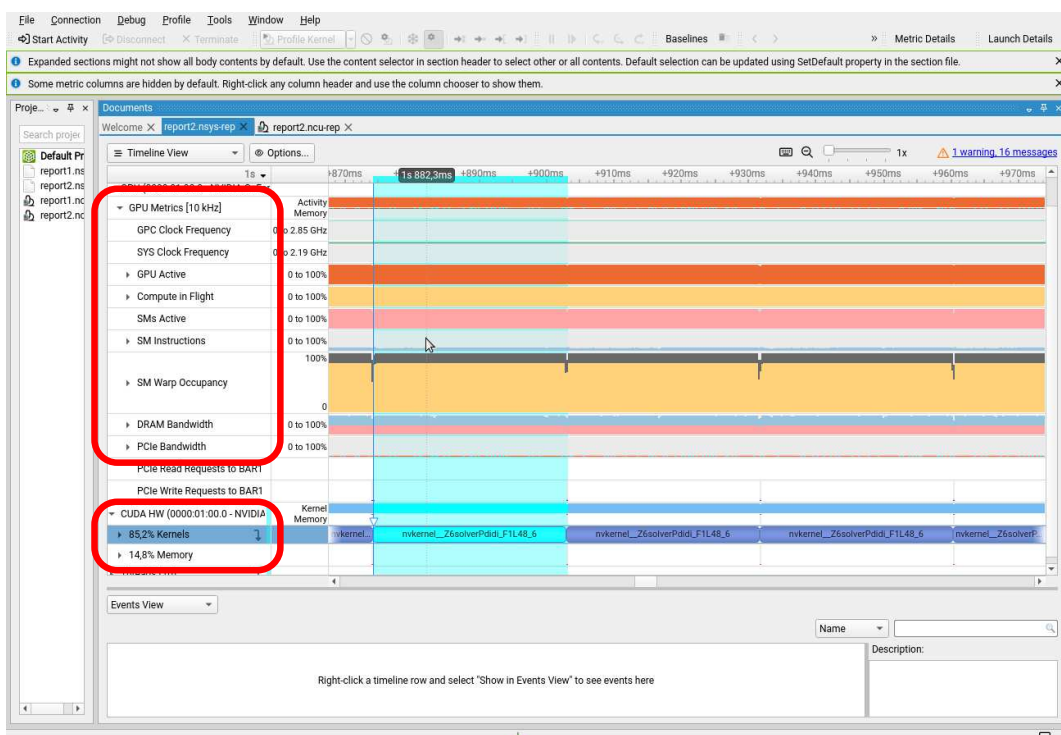 File Connection Debug Profile Tools Window Help
Start Activity Disconnect Terminate Profile Kernel Baselines Metric Details Launch Details
Expanded sections might not show all body contents by default. Use the content selector in section header to select other or all contents. Default selection can be updated using SetDefault property in the section file.
Some metric columns are hidden by default. Right-click any column header and use the column chooser to show them.
Proje... Documents
Welcome report2.nsys-rep report2.ncu-rep
Search projec
Default Pr
report1.ns
report2.ns
report1.nc
report2.nc
Timeline View Options... 1x 1 warning, 16 messages
1s +870ms 1s 882,3ms +890ms +900ms +910ms +920ms +930ms +940ms +950ms +960ms +970ms
GPU Metrics [10 kHz] Activity
Memory
GPC Clock Frequency 0 to 2.85 GHz
SYS Clock Frequency 0 to 2.19 GHz
GPU Active 0 to 100%
Compute in Flight 0 to 100%
SMs Active 0 to 100%
SM Instructions 0 to 100%
100%
SM Warp Occupancy
0
DRAM Bandwidth 0 to 100%
PCIe Bandwidth 0 to 100%
PCIe Read Requests to BAR1
PCIe Write Requests to BAR1
CUDA HW (0000:01:00.0 - NVIDIA Kernel
Memory
85,2% Kernels nvkernel... nvkernel__Z6solverPdidi_F1L48_6 nvkernel__Z6solverPdidi_F1L48_6 nvkernel__Z6solverPdidi_F1L48_6 nvkernel__Z6solverP...
14,8% Memory
Events View
Name
Description:
Right-click a timeline row and select "Show in Events View" to see events here